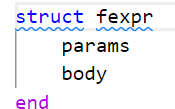 struct fexpr
    params
    body
end